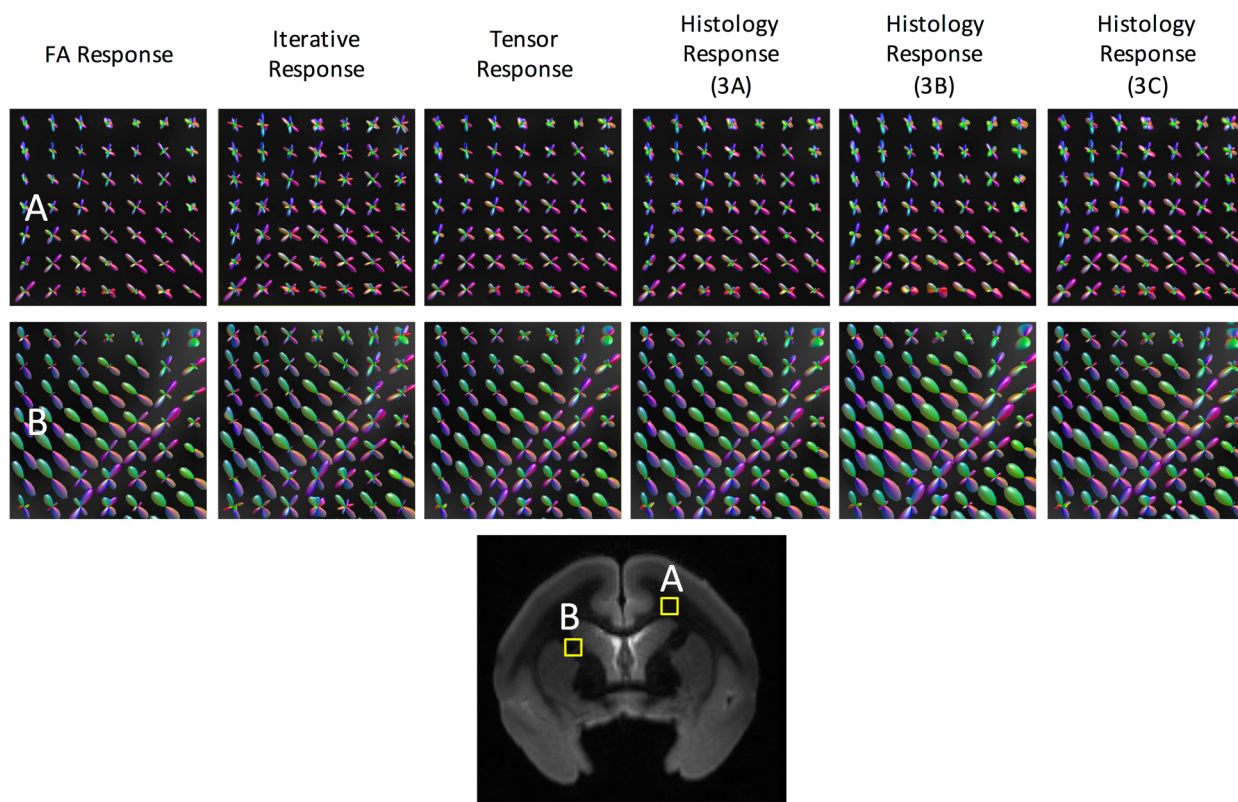 FA Response
Iterative
Response
Tensor
Response
Histology
Response
(3A)
Histology
Response
(3B)
Histology
Response
(3C)
A
B
A
B